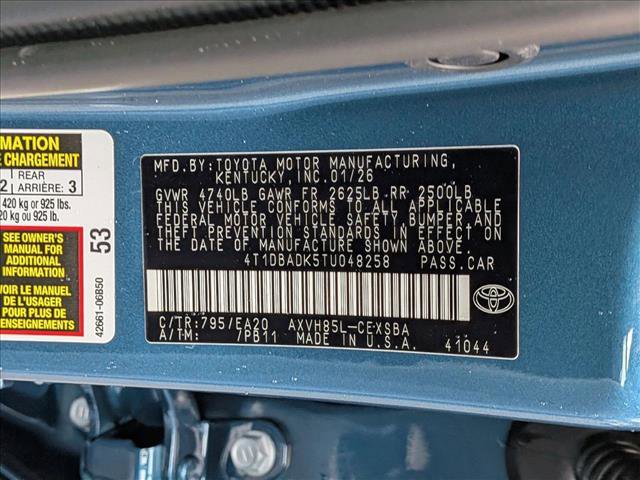 MATION
E CHARGEMENT
REAR
2 ARRIÈRE: 3
420 kg or 925 lbs.
20 kg ou 925 lb.
SEE OWNER'S
MANUAL FOR
ADDITIONAL
INFORMATION
VOIR LE MANUEL
DE L'USAGER
POUR PLUS DE
RENSEIGNEMENTS
53
42661-06B50
MFD.BY: TOYOTA MOTOR MANUFACTURING,
KENTUCKY, INC. 01/26
GVWR 4740LB GAWR FR 2625LB RR 2500LB
THIS VEHICLE CONFORMS TO ALL APPLICABLE
FEDERAL MOTOR VEHICLE SAFETY, BUMPER AND
THEFT PREVENTION STANDARDS IN EFFECT ON
THE DATE OF MANUFACTURE SHOWN ABOVE.
4T1DBADK5TU048258 PASS.CAR
C/TR:795/EA20 AXVH85L-CEXSBA
A/TM: 7PB11 MADE IN U.S.A. 41044
TOYOTA